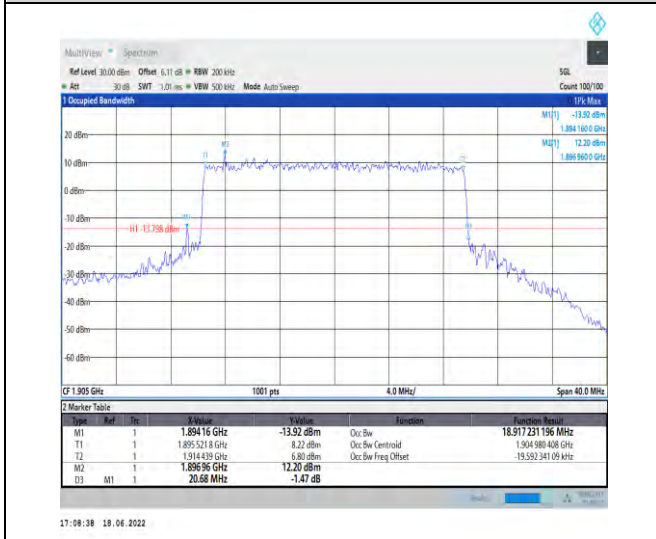 MultiView Spectrum
Ref Level 30.00 dBm Offset 6.11 dB RBW 200 kHz SGL
Att 30 dB SWT 1.01 ms VBW 500 kHz Mode Auto Sweep Count 100/100
1 Occupied Bandwidth 1Pk Max
M1[1] -13.92 dBm
1.894 160 0 GHz
M2[1] 12.20 dBm
1.896 960 0 GHz
20 dBm
M2
T1
10 dBm
0 dBm
-10 dBm
M1
H1 -13.798 dBm
-20 dBm
-30 dBm
-40 dBm
-50 dBm
-60 dBm
CF 1.905 GHz 1001 pts 4.0 MHz/ Span 40.0 MHz
2 Marker Table
Type Ref Trc X-Value Y-Value Function Function Result
M1 1 1.894 16 GHz -13.92 dBm Occ Bw 18.917 231 196 MHz
T1 1 1.895 521 8 GHz 8.22 dBm Occ Bw Centroid 1.904 980 408 GHz
T2 1 1.914 439 GHz 6.80 dBm Occ Bw Freq Offset -19.592 341 09 kHz
M2 1 1.896 96 GHz 12.20 dBm
D3 M1 1 20.68 MHz -1.47 dB
17:08:38 18.06.2022